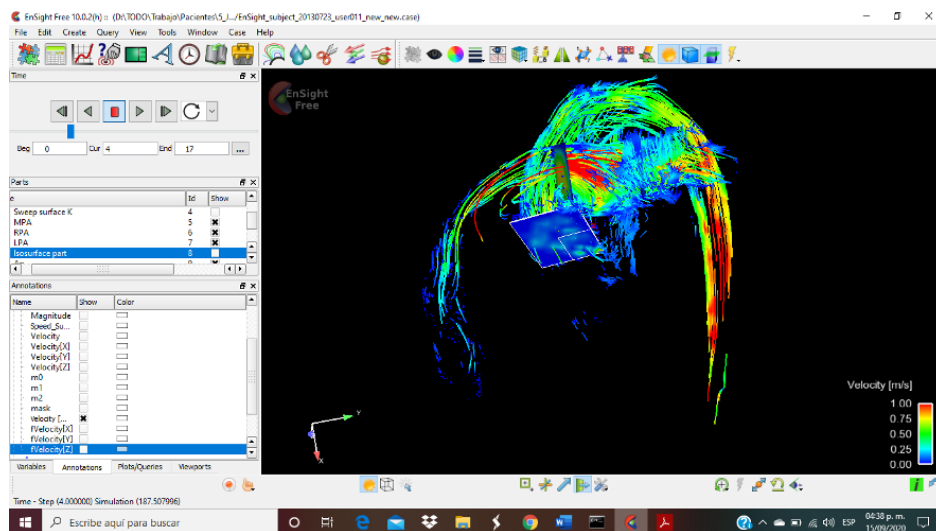 EnSight Free 10.0.2(h) :: (D:\TODO\Trabajo\Pacientes\5_I.../EnSight_subject_20130723_user011_new_new.case)
File Edit Create Query View Tools Window Case Help
Time
Beg 0 Cur 4 End 17 ...
Parts
e Id Show
Sweep surface K 4
MPA 5
RPA 6
LPA 7
Isosurface part 8
Annotations
Name Show Color
Magnitude
Speed_Su...
Velocity
Velocity[X]
Velocity[Y]
Velocity[Z]
m0
m1
m2
mask
Velocity [...
fVelocity[X]
fVelocity[Y]
fVelocity[Z]
Variables Annotations Plots/Queries Viewports
EnSight
Free
Y
X
Velocity [m/s]
1.00
0.75
0.50
0.25
0.00
Time - Step (4.000000) Simulation (187.507996)
Escribe aquí para buscar
ESP
04:38 p. m.
15/09/2020